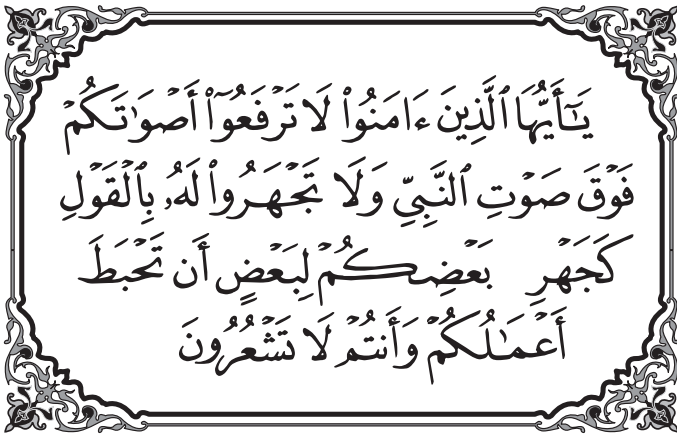 يَـٰٓأَيُّهَا ٱلَّذِينَ ءَامَنُوا۟ لَا تَرْفَعُوٓا۟ أَصْوَٰتَكُمْ
فَوْقَ صَوْتِ ٱلنَّبِىِّ وَلَا تَجْهَرُوا۟ لَهُۥ بِٱلْقَوْلِ
كَجَهْرِ بَعْضِكُمْ لِبَعْضٍ أَن تَحْبَطَ
أَعْمَـٰلُكُمْ وَأَنتُمْ لَا تَشْعُرُونَ